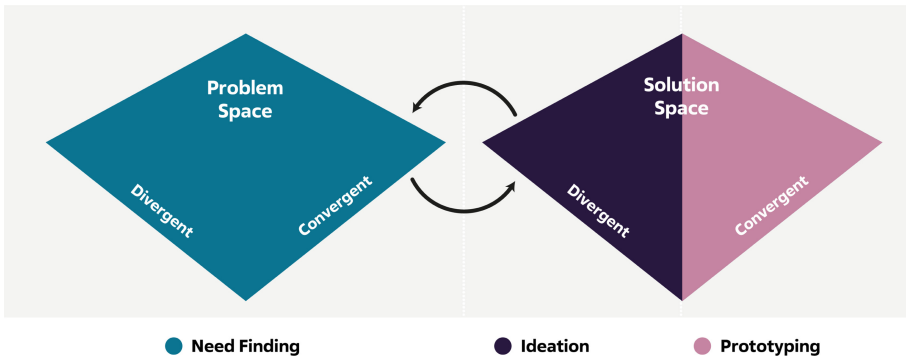 Problem
Space
Divergent
Convergent
Solution
Space
Divergent
Convergent
Need Finding
Ideation
Prototyping